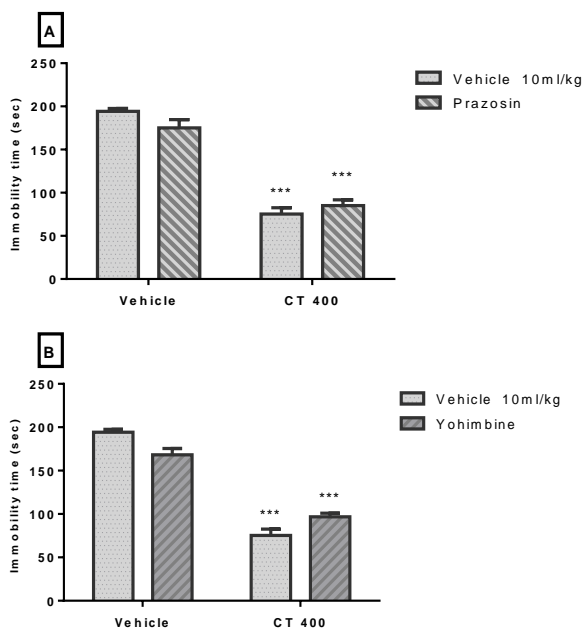 A
Immobility time (sec)
250
200
150
100
50
0
***
***
Vehicle
CT 400
Vehicle 10ml/kg
Prazosin
B
Immobility time (sec)
250
200
150
100
50
0
***
***
Vehicle
CT 400
Vehicle 10ml/kg
Yohimbine